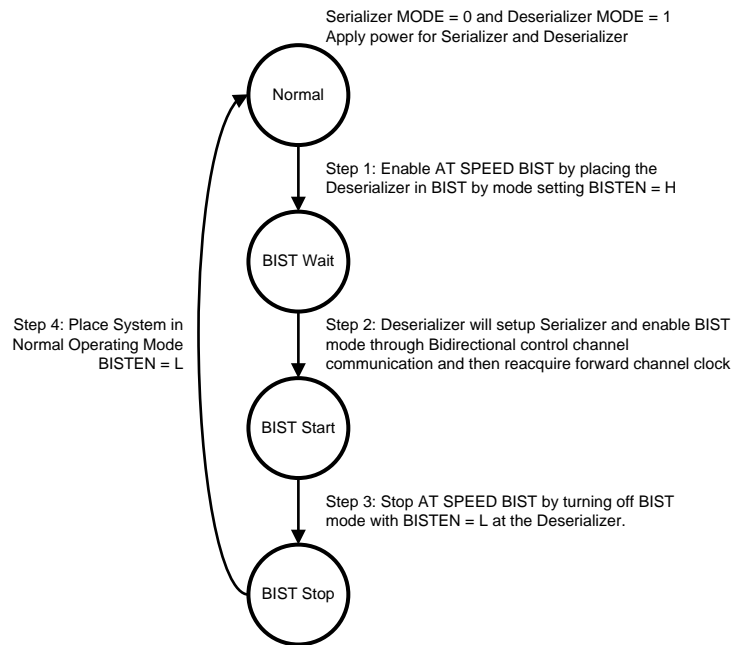 Serializer MODE = 0 and Deserializer MODE = 1
Apply power for Serializer and Deserializer
Normal
Step 1: Enable AT SPEED BIST by placing the
Deserializer in BIST by mode setting BISTEN = H
BIST Wait
Step 4: Place System in
Normal Operating Mode
BISTEN = L
Step 2: Deserializer will setup Serializer and enable BIST
mode through Bidirectional control channel
communication and then reacquire forward channel clock
BIST Start
Step 3: Stop AT SPEED BIST by turning off BIST
mode with BISTEN = L at the Deserializer.
BIST Stop